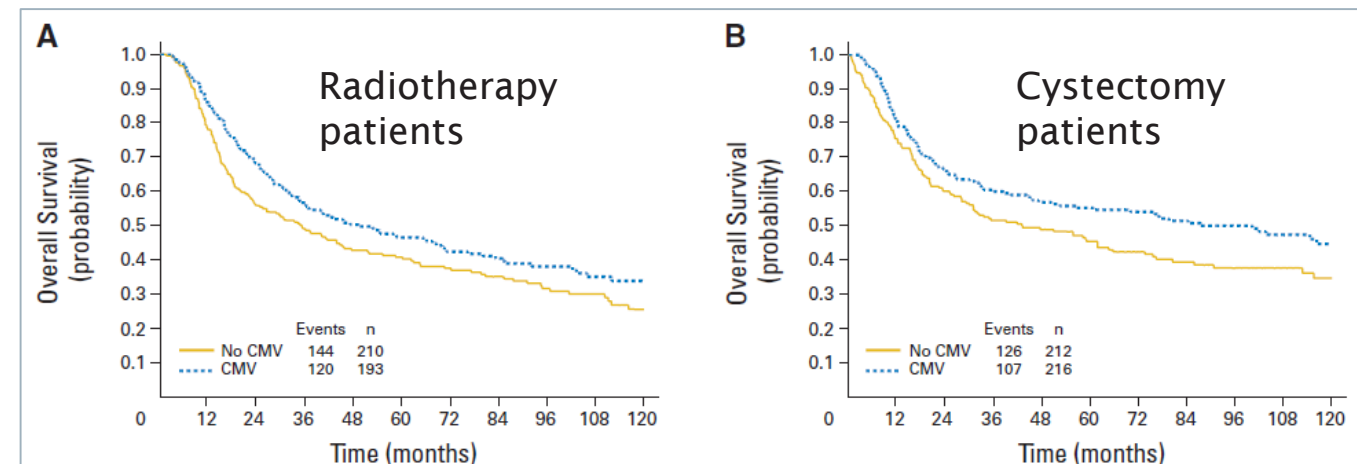 A
Radiotherapy
patients
Overall Survival
(probability)
1.0
0.9
0.8
0.7
0.6
0.5
0.4
0.3
0.2
0.1
Events n
No CMV 144 210
CMV 120 193
0 12 24 36 48 60 72 84 96 108 120
Time (months)
B
Cystectomy
patients
Overall Survival
(probability)
1.0
0.9
0.8
0.7
0.6
0.5
0.4
0.3
0.2
0.1
Events n
No CMV 126 212
CMV 107 216
0 12 24 36 48 60 72 84 96 108 120
Time (months)